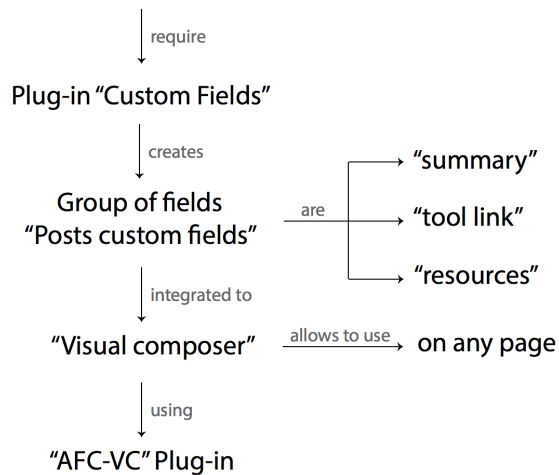 require
Plug-in “Custom Fields”
creates
Group of fields
“Posts custom fields”
are
“summary”
“tool link”
“resources”
integrated to
“Visual composer”
allows to use
on any page
using
“AFC-VC” Plug-in